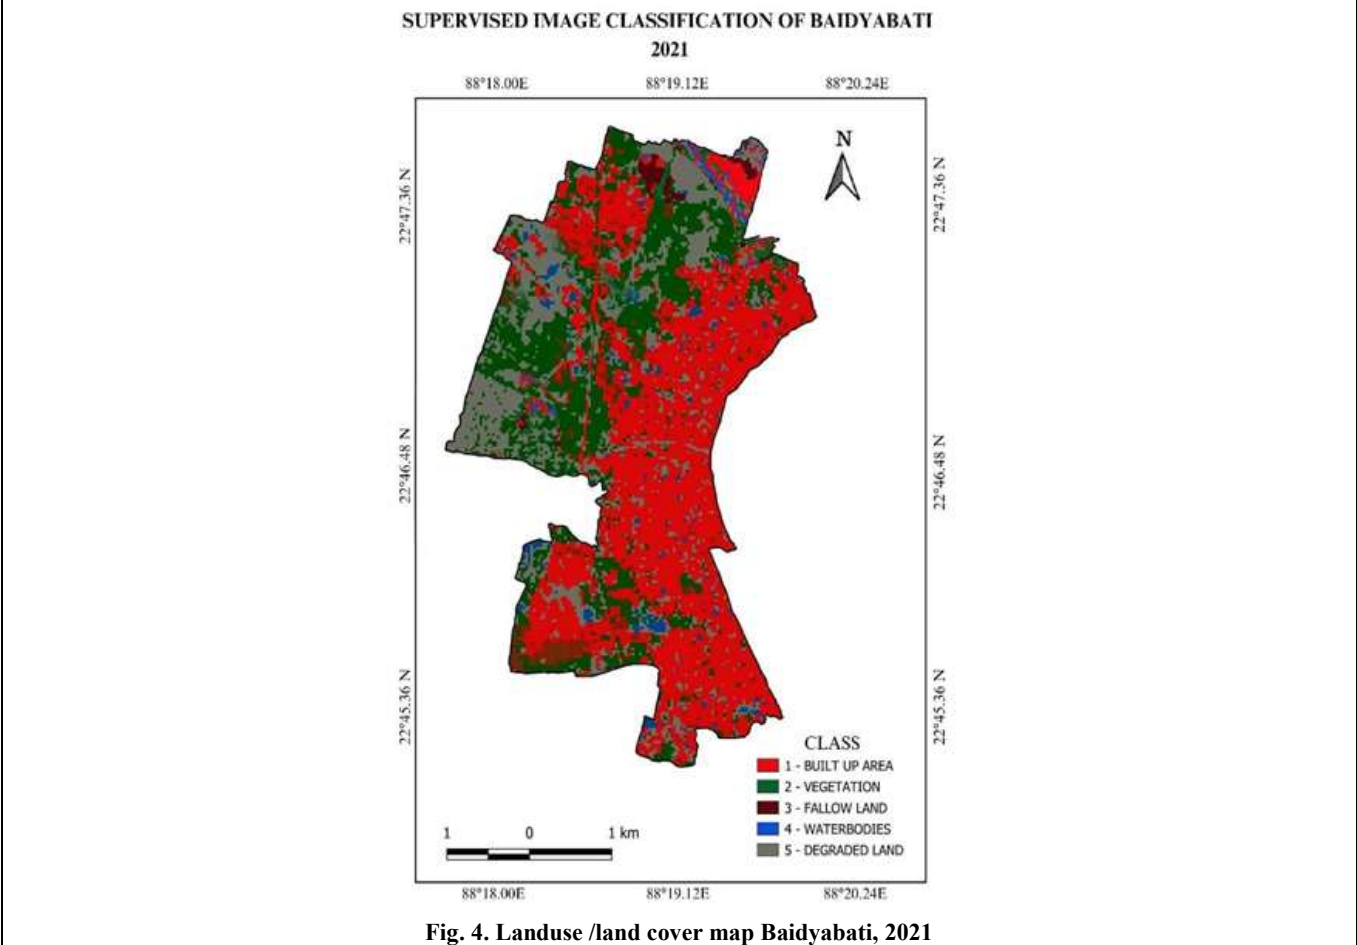 SUPERVISED IMAGE CLASSIFICATION OF BAIDYABATI
2021
88°18.00E 88°19.12E 88°20.24E
N
22°47.36 N 22°47.36 N
22°46.48 N 22°46.48 N
22°45.36 N 22°45.36 N
CLASS
1 - BUILT UP AREA
2 - VEGETATION
3 - FALLOW LAND
4 - WATERBODIES
5 - DEGRADED LAND
1 0 1 km
88°18.00E 88°19.12E 88°20.24E
Fig. 4. Landuse /land cover map Baidyabati, 2021